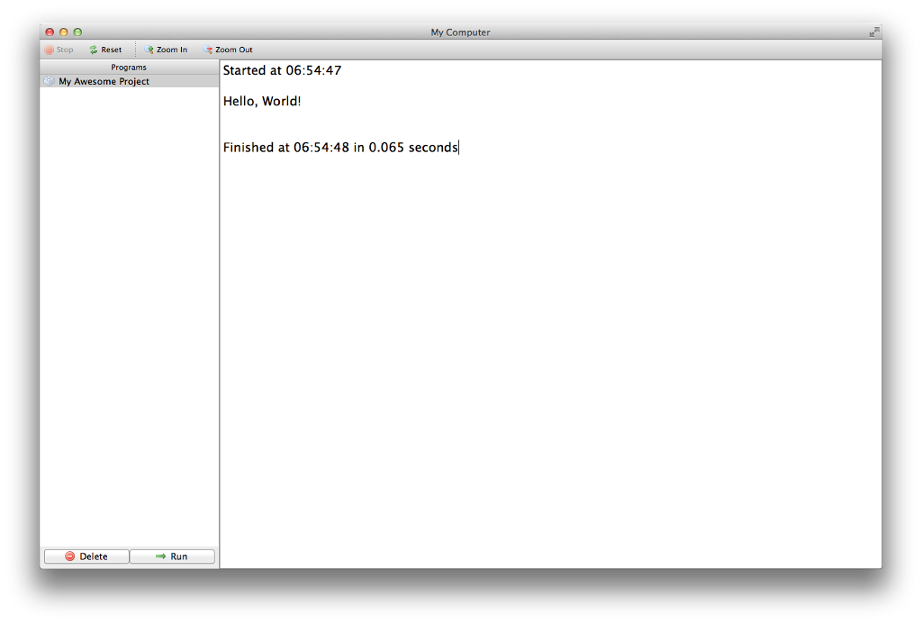 My Computer
Stop Reset Zoom In Zoom Out
Programs
My Awesome Project
Started at 06:54:47
Hello, World!
Finished at 06:54:48 in 0.065 seconds
Delete Run